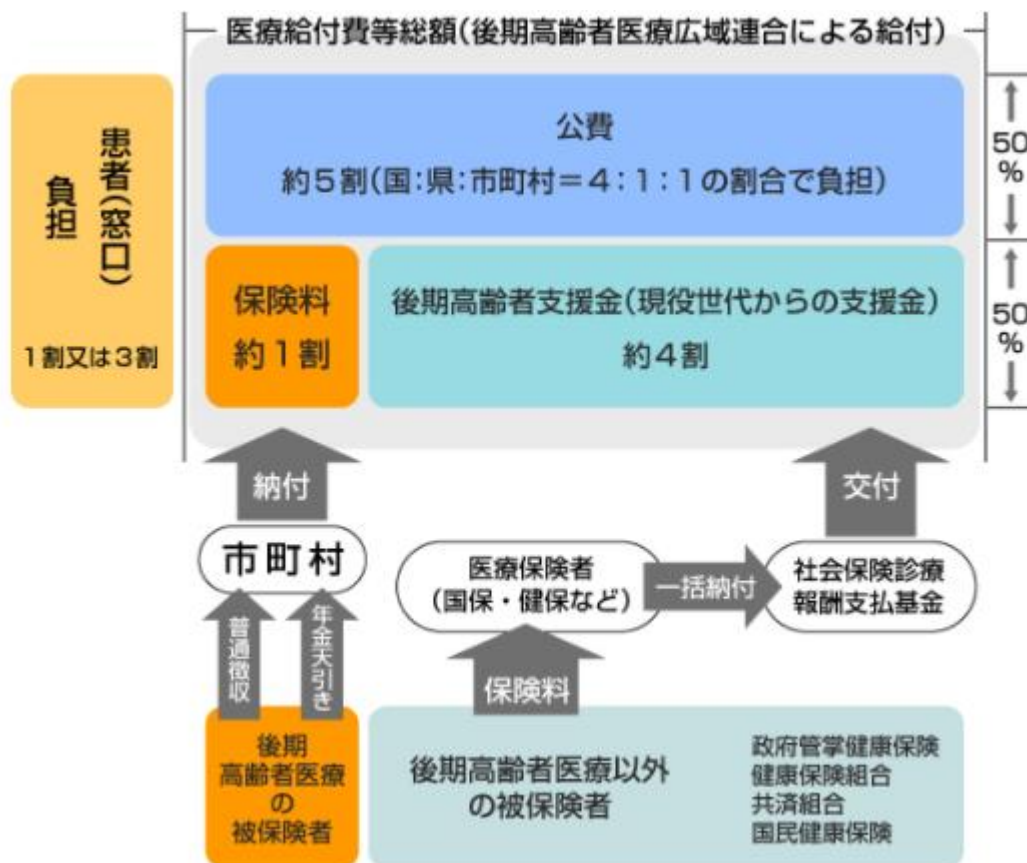 医療給付費等総額(後期高齢者医療広域連合による給付)
患者(窓口)
負担
1割又は3割
公費
約5割(国:県:市町村=4:1:1の割合で負担)
50%
保険料
約1割
後期高齢者支援金(現役世代からの支援金)
約4割
50%
納付
交付
市町村
医療保険者
(国保・健保など)
一括納付
社会保険診療
報酬支払基金
普通徴収
年金天引き
保険料
後期
高齢者医療
の
被保険者
後期高齢者医療以外
の被保険者
政府管掌健康保険
健康保険組合
共済組合
国民健康保険